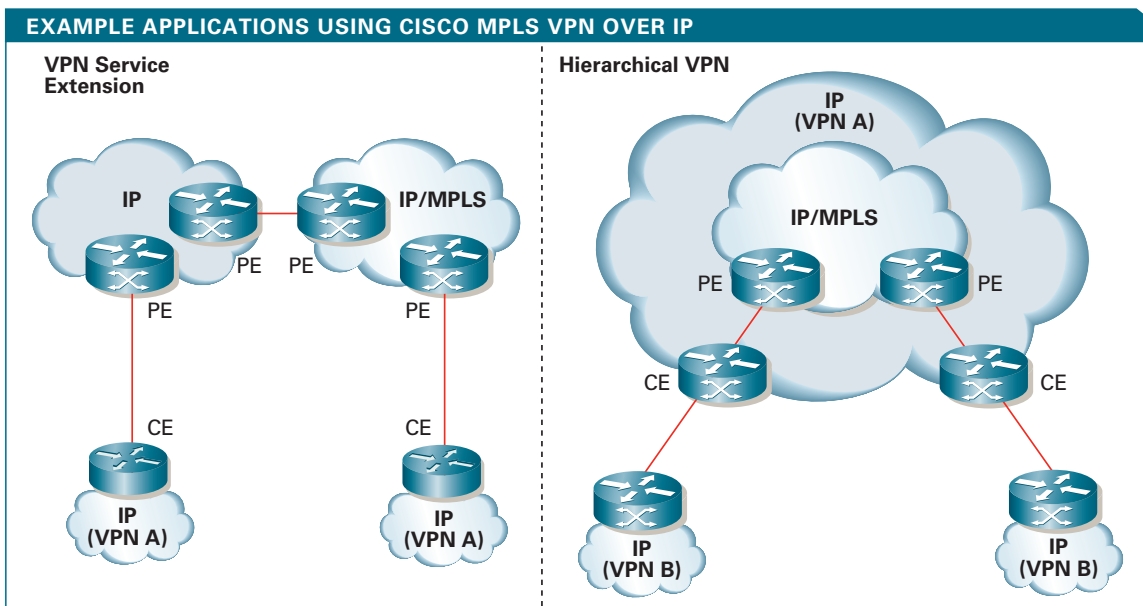 EXAMPLE APPLICATIONS USING CISCO MPLS VPN OVER IP
VPN Service
Extension
IP
IP/MPLS
PE
PE
PE
PE
CE
CE
IP
(VPN A)
IP
(VPN A)
Hierarchical VPN
IP
(VPN A)
IP/MPLS
PE
PE
CE
CE
IP
(VPN B)
IP
(VPN B)